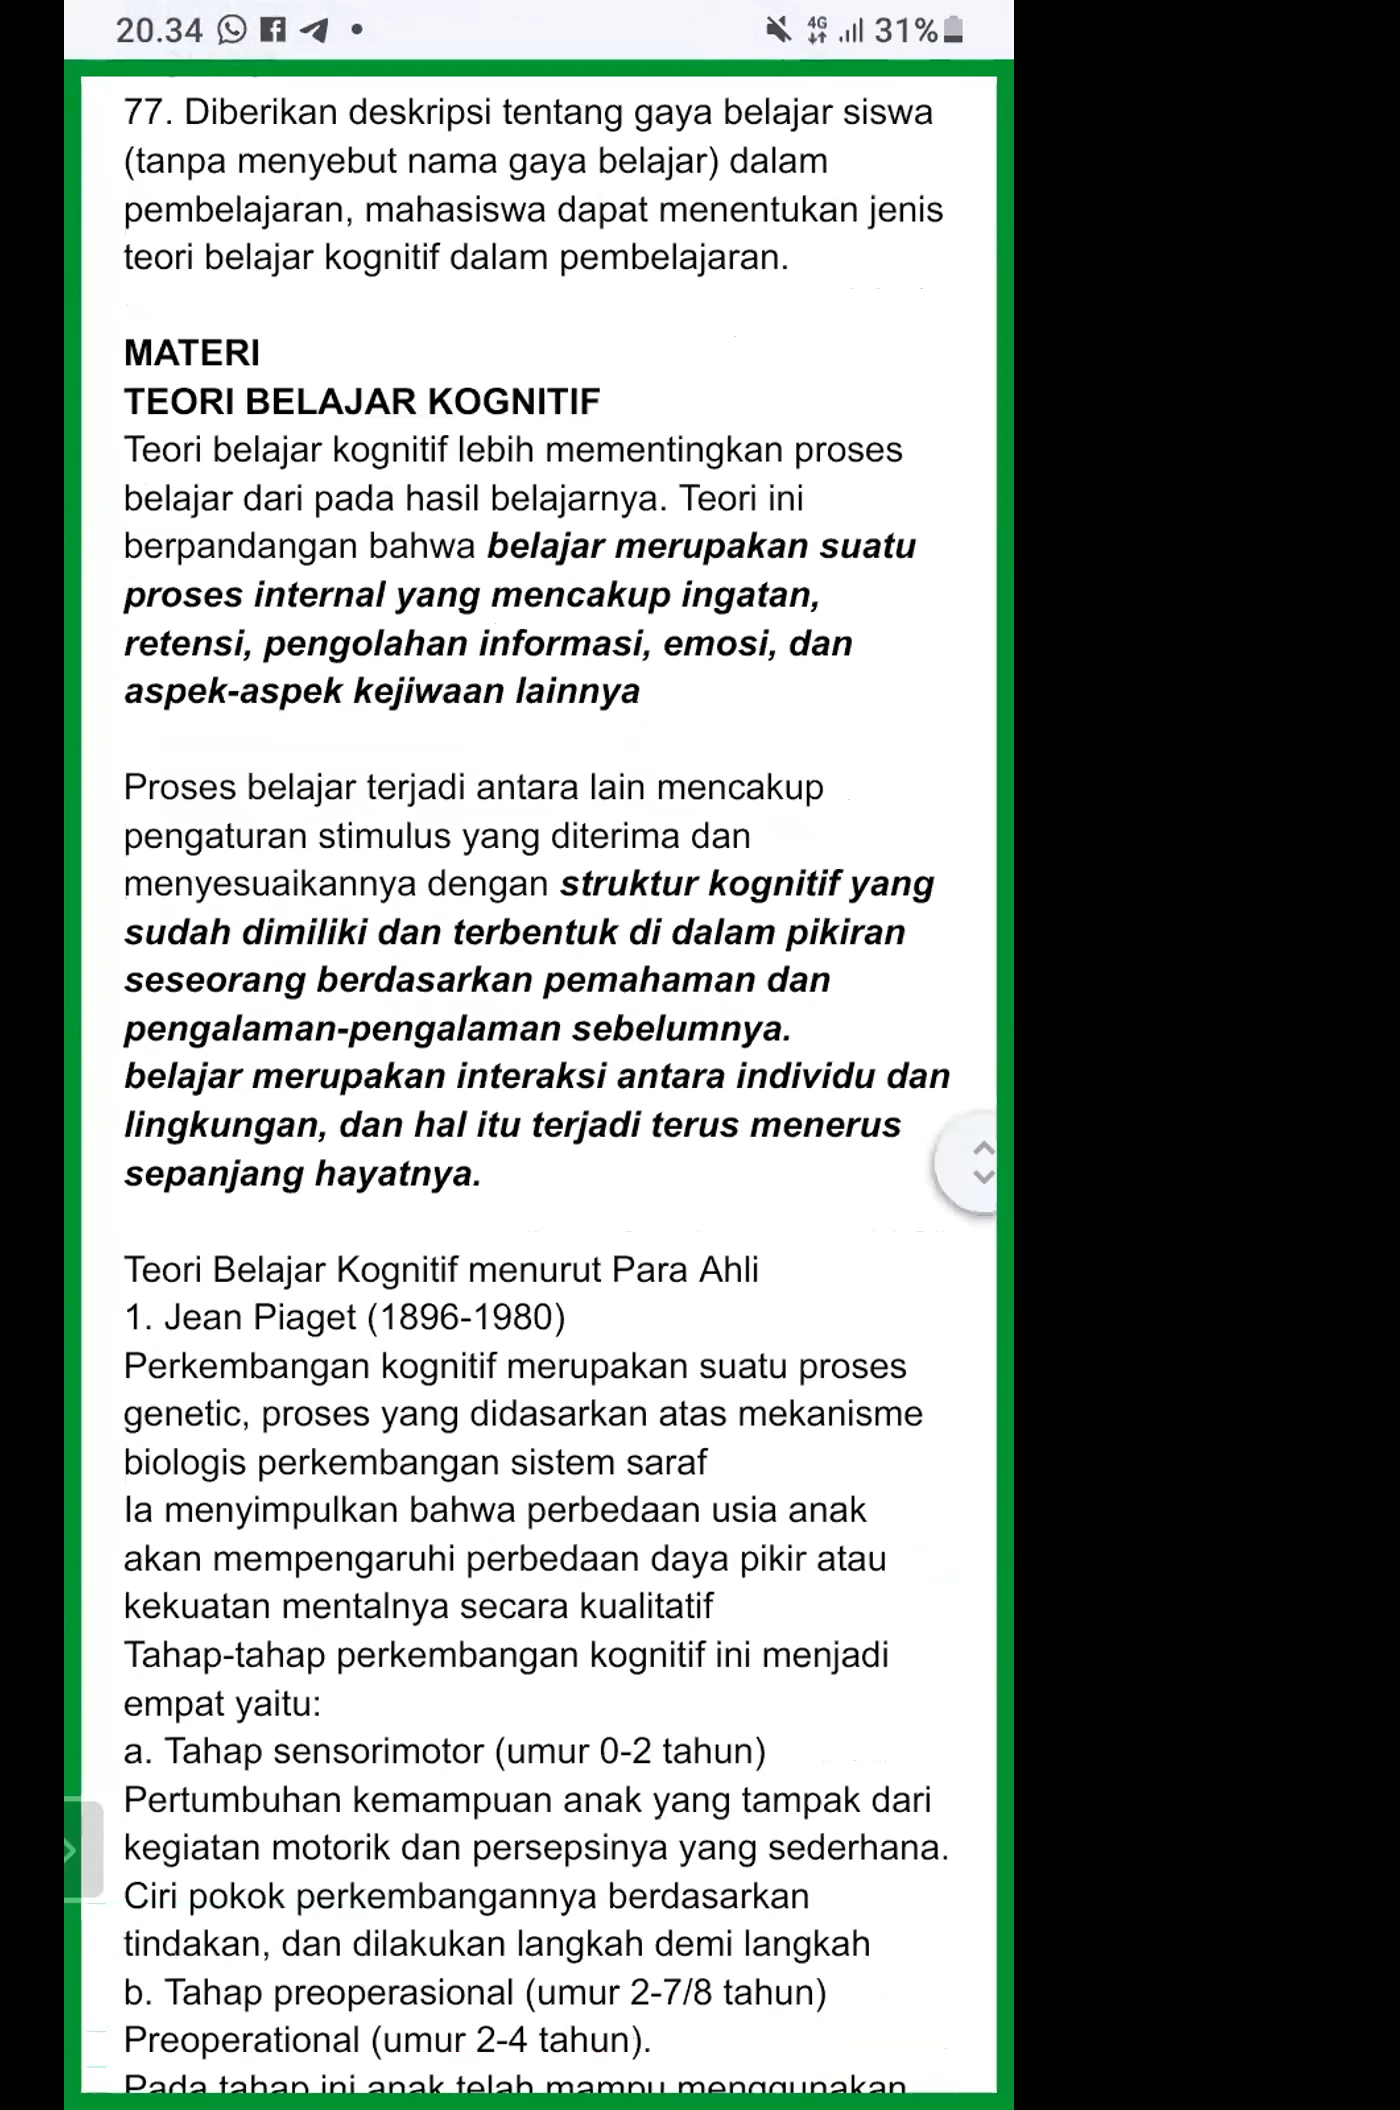 20.34
4G
31%
77. Diberikan deskripsi tentang gaya belajar siswa
(tanpa menyebut nama gaya belajar) dalam
pembelajaran, mahasiswa dapat menentukan jenis
teori belajar kognitif dalam pembelajaran.
MATERI
TEORI BELAJAR KOGNITIF
Teori belajar kognitif lebih mementingkan proses
belajar dari pada hasil belajarnya. Teori ini
berpandangan bahwa belajar merupakan suatu
proses internal yang mencakup ingatan,
retensi, pengolahan informasi, emosi, dan
aspek-aspek kejiwaan lainnya
Proses belajar terjadi antara lain mencakup
pengaturan stimulus yang diterima dan
menyesuaikannya dengan struktur kognitif yang
sudah dimiliki dan terbentuk di dalam pikiran
seseorang berdasarkan pemahaman dan
pengalaman-pengalaman sebelumnya.
belajar merupakan interaksi antara individu dan
lingkungan, dan hal itu terjadi terus menerus
sepanjang hayatnya.
Teori Belajar Kognitif menurut Para Ahli
1. Jean Piaget (1896-1980)
Perkembangan kognitif merupakan suatu proses
genetic, proses yang didasarkan atas mekanisme
biologis perkembangan sistem saraf
Ia menyimpulkan bahwa perbedaan usia anak
akan mempengaruhi perbedaan daya pikir atau
kekuatan mentalnya secara kualitatif
Tahap-tahap perkembangan kognitif ini menjadi
empat yaitu:
a. Tahap sensorimotor (umur 0-2 tahun)
Pertumbuhan kemampuan anak yang tampak dari
kegiatan motorik dan persepsinya yang sederhana.
Ciri pokok perkembangannya berdasarkan
tindakan, dan dilakukan langkah demi langkah
b. Tahap preoperasional (umur 2-7/8 tahun)
Preoperational (umur 2-4 tahun).
Pada tahap ini anak telah mampu menggunakan